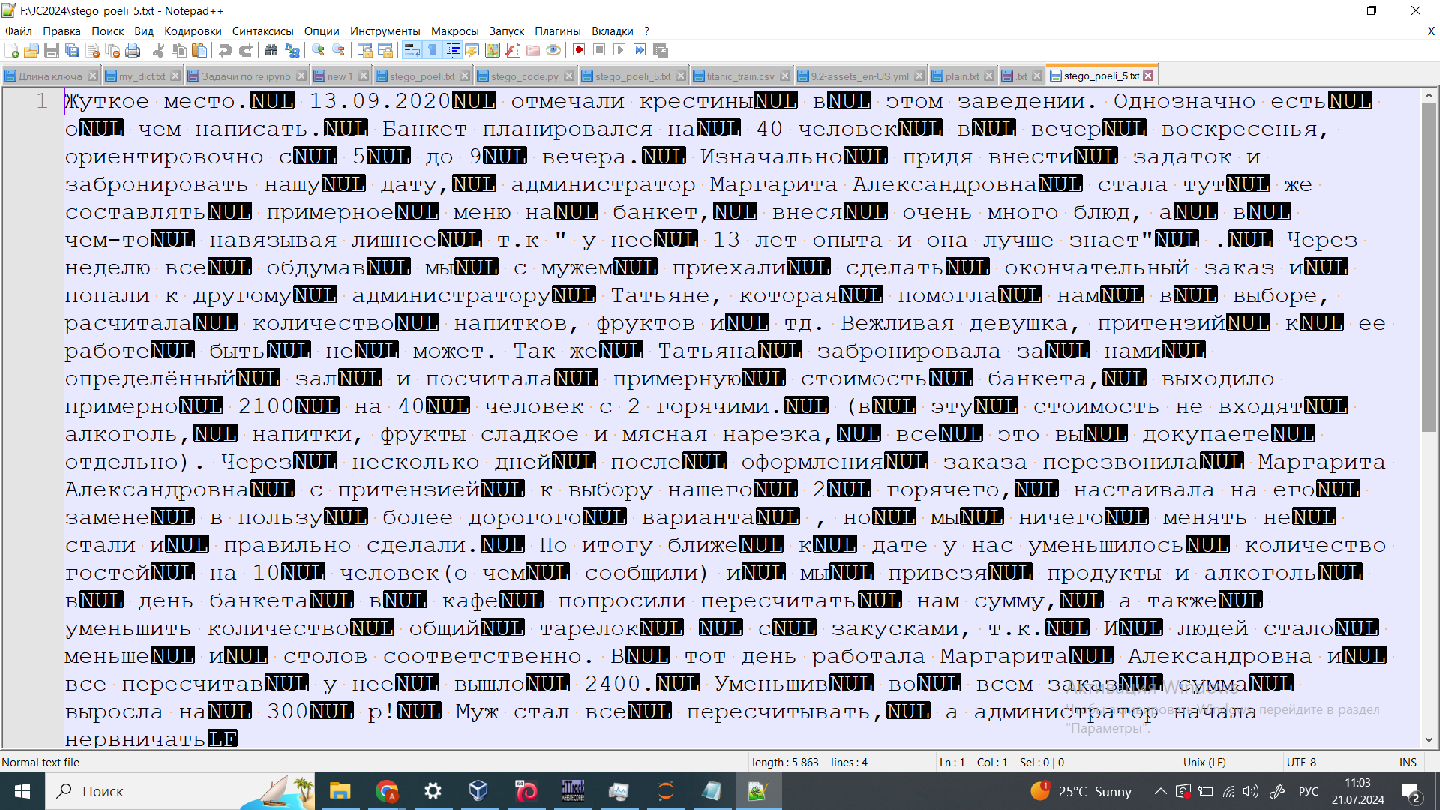 F:\JC2024\stego_poeli_5.txt - Notepad++
Файл Правка Поиск Вид Кодировки Синтаксисы Опции Инструменты Макросы Запуск Плагины Вкладки ? X
Длина ключа my_dict.txt Задачи по re.ipynb new 1 stego_poeli.txt stego_code.py stego_poeli_6.txt titanic_train.csv 9.2-assets_en-US.yml plain.txt .txt stego_poeli_5.txt
1 Жуткое место.NUL 13.09.2020NUL отмечали крестиныNUL вNUL этом заведении. Однозначно естьNUL
оNUL чем написать.NUL Банкет планировался наNUL 40 человекNUL вNUL вечерNUL воскресенья,
ориентировочно сNUL 5NUL до 9NUL вечера.NUL ИзначальноNUL придя внестиNUL задаток и
забронировать нашуNUL дату,NUL администратор Маргарита АлександровнаNUL стала тутNUL же
составлятьNUL примерноеNUL меню наNUL банкет,NUL внесяNUL очень много блюд, аNUL вNUL
чем-тоNUL навязывая лишнееNUL т.к " у нееNUL 13 лет опыта и она лучше знает"NUL .NUL Через
неделю всеNUL обдумавNUL мыNUL с мужемNUL приехалиNUL сделатьNUL окончательный заказ иNUL
попали к другомуNUL администраторуNUL Татьяне, котораяNUL помоглаNUL намNUL вNUL выборе,
расчиталаNUL количествоNUL напитков, фруктов иNUL тд. Вежливая девушка, притензийNUL кNUL ее
работеNUL бытьNUL неNUL может. Так жеNUL ТатьянаNUL забронировала заNUL намиNUL
определённыйNUL залNUL и посчиталаNUL примернуюNUL стоимостьNUL банкета,NUL выходило
примерноNUL 2100NUL на 40NUL человек с 2 горячими.NUL (вNUL этуNUL стоимость не входятNUL
алкоголь,NUL напитки, фрукты сладкое и мясная нарезка,NUL всеNUL это выNUL докупаетеNUL
отдельно). ЧерезNUL несколько днейNUL послеNUL оформленияNUL заказа перезвонилаNUL Маргарита
АлександровнаNUL с притензиейNUL к выбору нашегоNUL 2NUL горячего,NUL настаивала на егоNUL
заменеNUL в пользуNUL более дорогогоNUL вариантаNUL , ноNUL мыNUL ничегоNUL менять неNUL
стали иNUL правильно сделали.NUL По итогу ближеNUL кNUL дате у нас уменьшилосьNUL количество
гостейNUL на 10NUL человек(о чемNUL сообщили) иNUL мыNUL привезяNUL продукты и алкогольNUL
вNUL день банкетаNUL вNUL кафеNUL попросили пересчитатьNUL нам сумму,NUL а такжеNUL
уменьшить количествоNUL общийNUL тарелокNUL NUL сNUL закусками, т.к.NUL ИNUL людей сталоNUL
меньшеNUL иNUL столов соответственно. ВNUL тот день работала МаргаритаNUL Александровна иNUL
все пересчитавNUL у нееNUL вышлоNUL 2400.NUL УменьшивNUL воNUL всем заказNUL суммаNUL
выросла наNUL 300NUL р!NUL Муж стал всеNUL пересчитывать,NUL а администратор начала
нервничатьLF
Активация Windows
Чтобы активировать Windows, перейдите в раздел
"Параметры".
Normal text file length : 5 863 lines : 4 Ln : 1 Col : 1 Sel : 0 | 0 Unix (LF) UTF-8 INS
Поиск 25°C Sunny РУС 11:03
21.07.2024 2